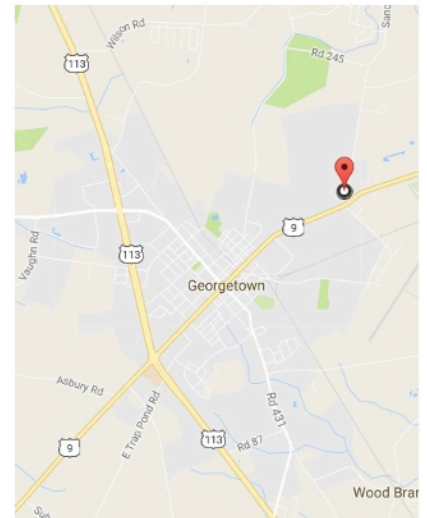 Wilson Rd
113
Rd 245
Sand
9
Vaughn Rd
113
Georgetown
Asbury Rd
E Trap Pond Rd
Rd 431
113
Rd 87
9
Wood Bran